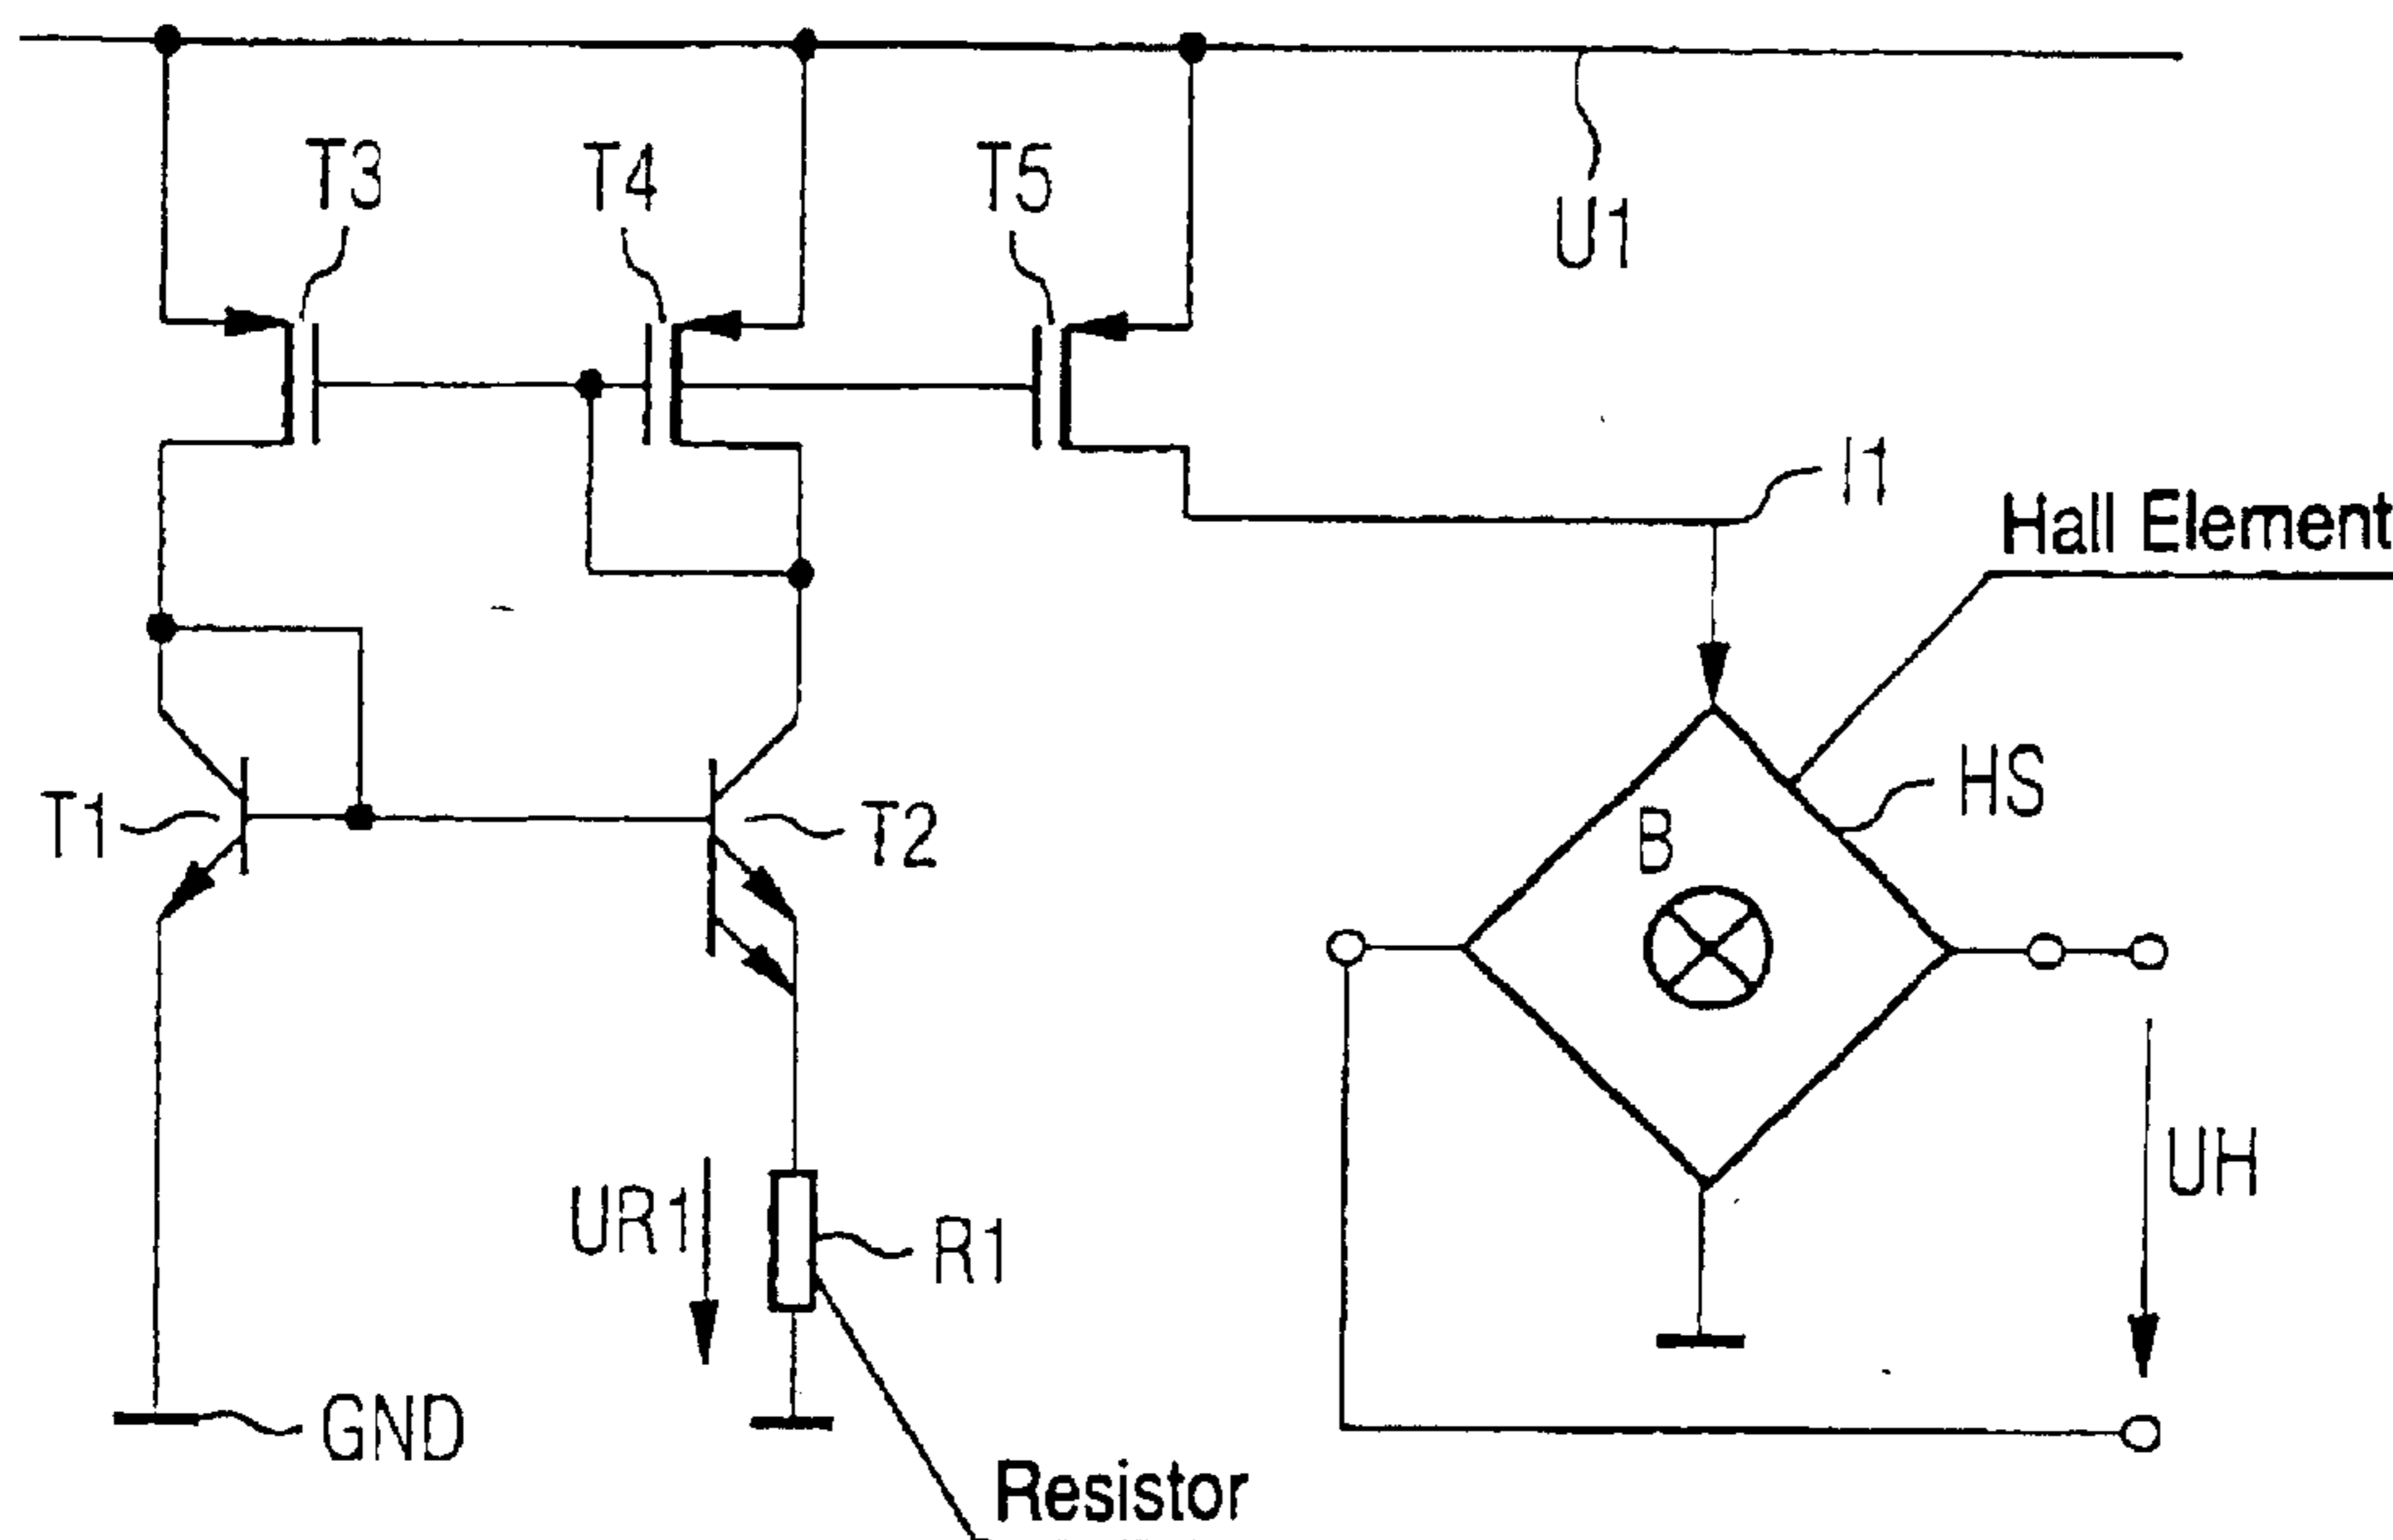 T3
T4
T5
U1
I1
Hall Element
T1
T2
B
HS
UR1
R1
UH
GND
Resistor